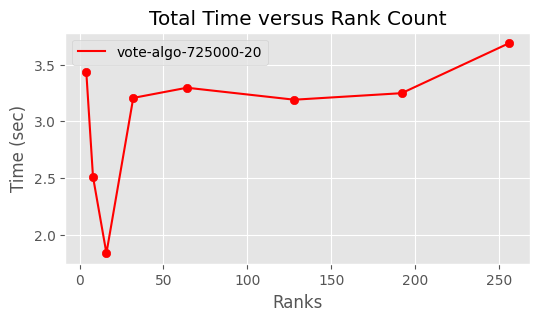 Total Time versus Rank Count
vote-algo-725000-20
Time (sec)
3.5
3.0
2.5
2.0
0 50 100 150 200 250
Ranks